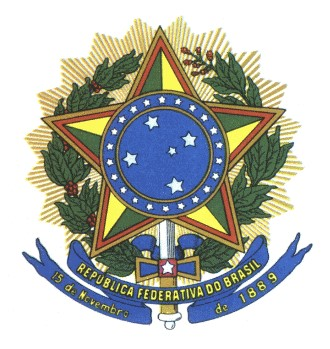 REPÚBLICA FEDERATIVA DO BRASIL
15 de Novembro
de 1889